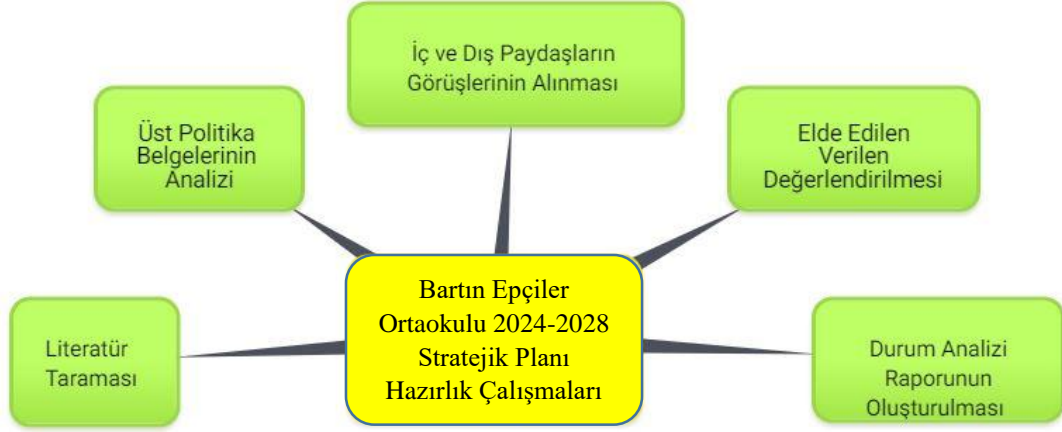 İç ve Dış Paydaşların
Görüşlerinin Alınması
Üst Politika
Belgelerinin
Analizi
Elde Edilen
Verilen
Değerlendirilmesi
Bartın Epçiler
Ortaokulu 2024-2028
Stratejik Planı
Hazırlık Çalışmaları
Literatür
Taraması
Durum Analizi
Raporunun
Oluşturulması